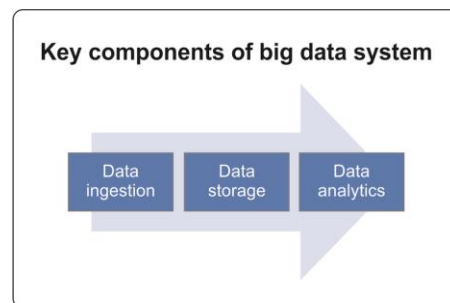 Key components of big data system
Data
ingestion
Data
storage
Data
analytics